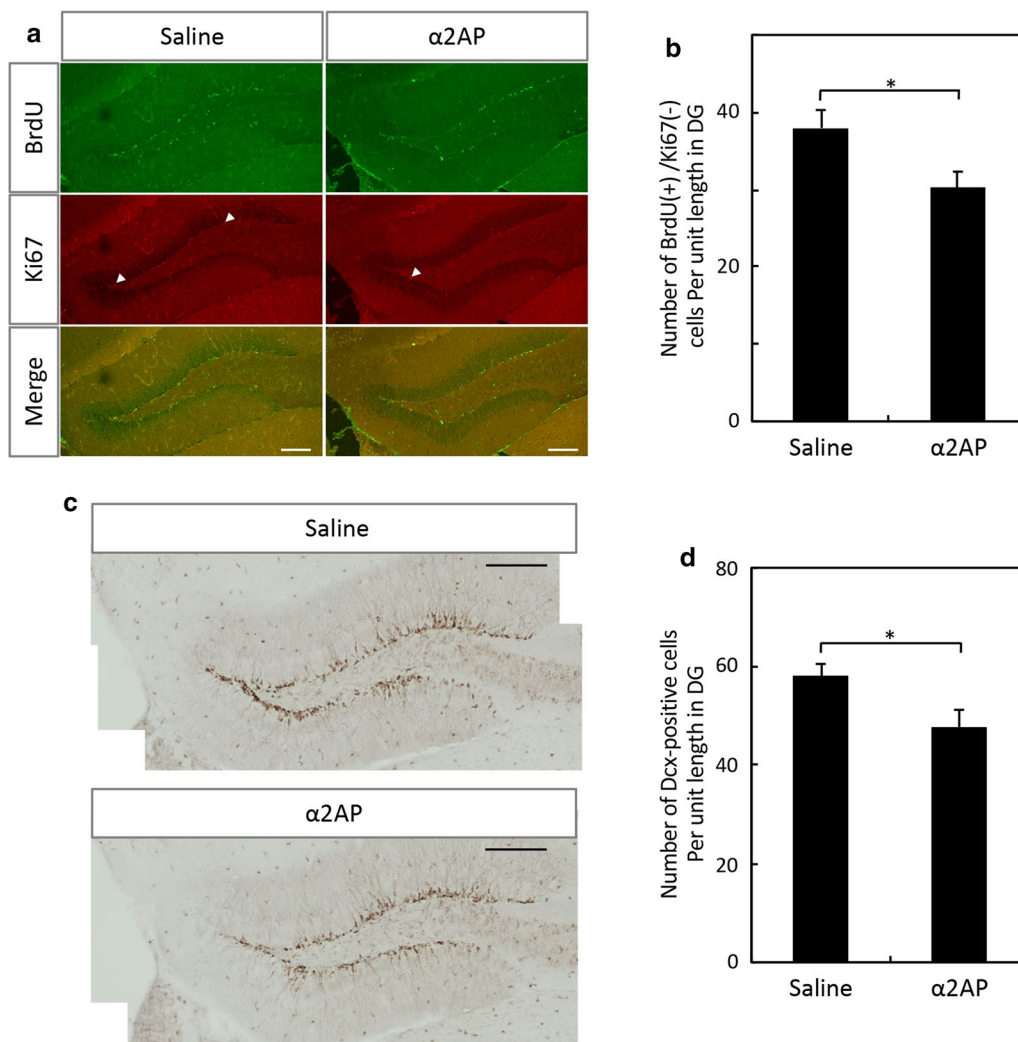 a
Saline
α2AP
BrdU
Ki67
Merge
b
Number of BrdU(+) /Ki67(-)
cells Per unit length in DG
40
20
0
*
Saline
α2AP
c
Saline
α2AP
d
Number of Dcx-positive cells
Per unit length in DG
80
60
40
20
0
*
Saline
α2AP